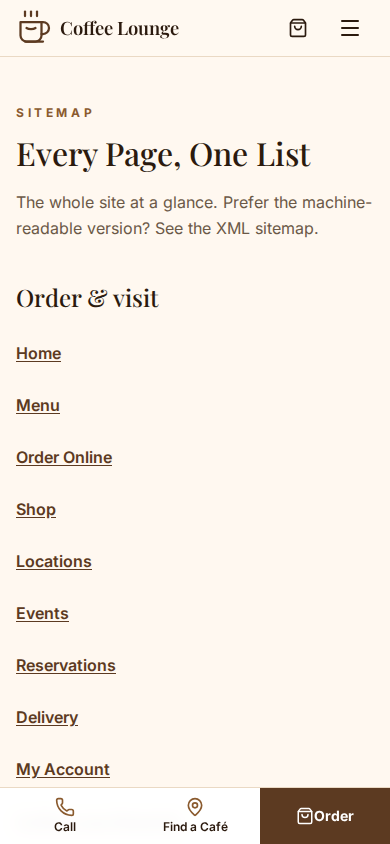 Coffee Lounge
SITEMAP
Every Page, One List
The whole site at a glance. Prefer the machine-
readable version? See the XML sitemap.
Order & visit
Home
Menu
Order Online
Shop
Locations
Events
Reservations
Delivery
My Account
Call
Find a Café
Order